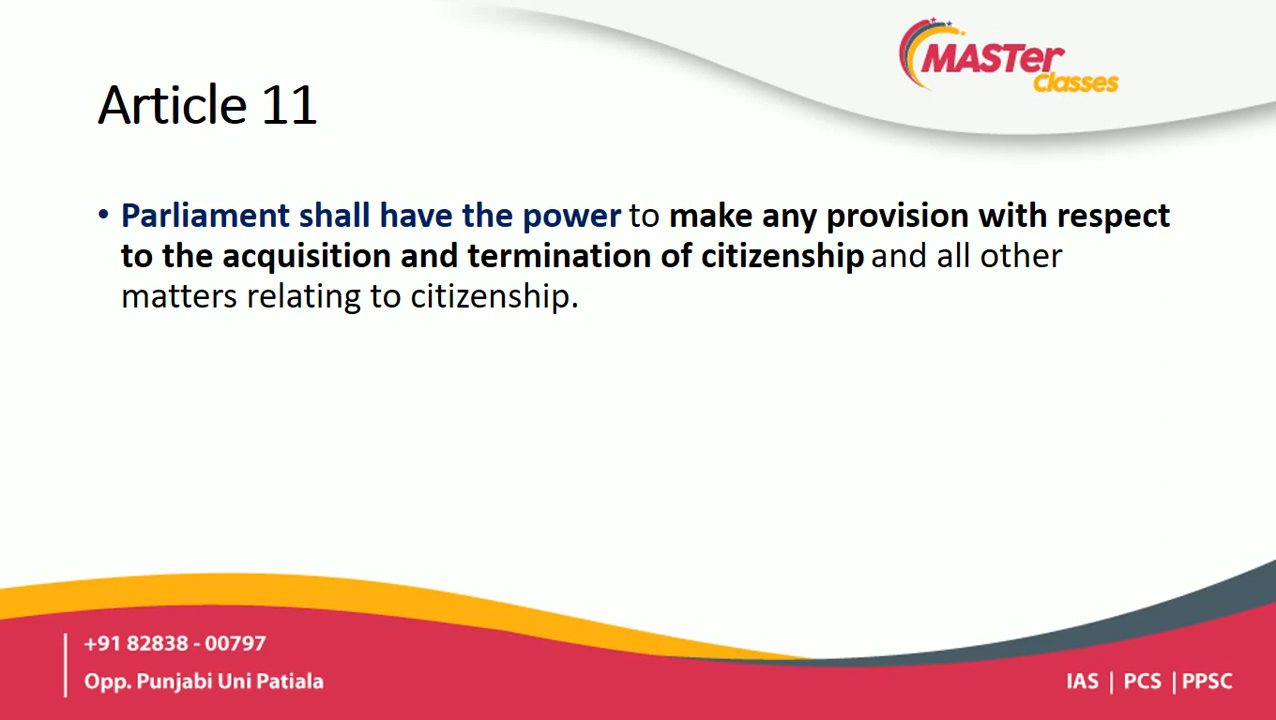 MASTer
Classes
Article 11
• Parliament shall have the power to make any provision with respect
to the acquisition and termination of citizenship and all other
matters relating to citizenship.
+91 82838 - 00797
Opp. Punjabi Uni Patiala
IAS | PCS | PPSC